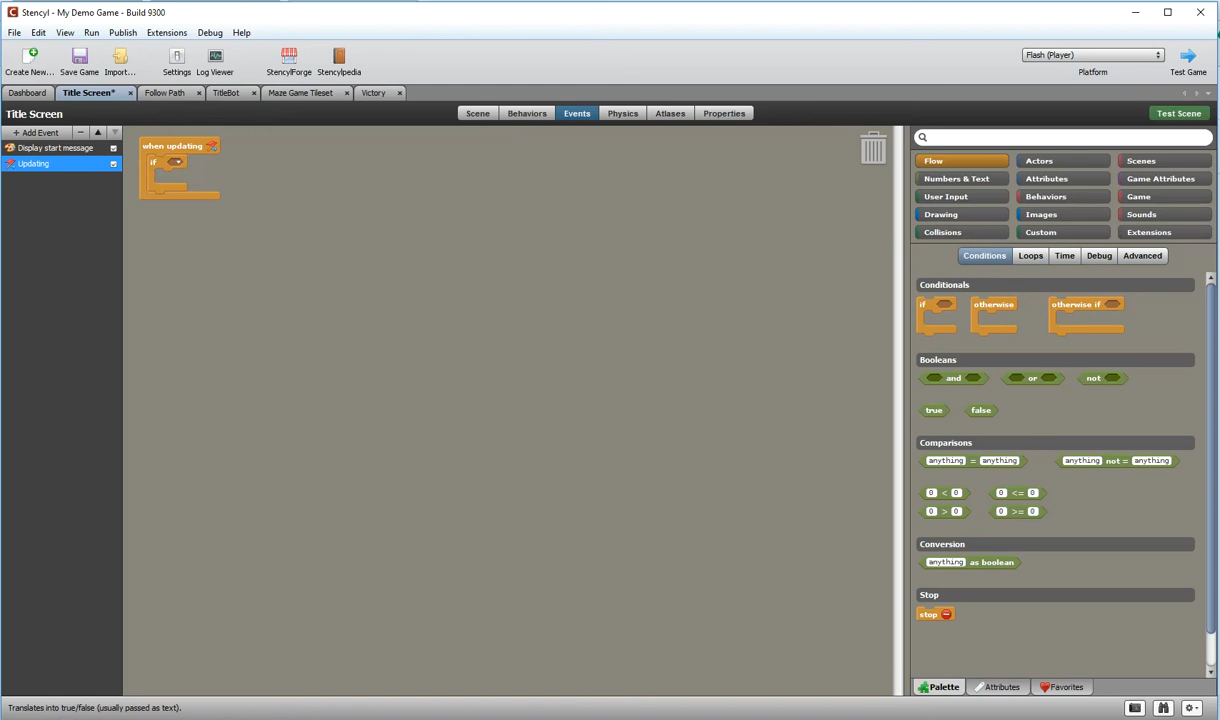 Stencyl - My Demo Game - Build 9300
File Edit View Run Publish Extensions Debug Help
Create New... Save Game Import... Settings Log Viewer StencylForge Stencylpedia
Flash (Player)
Platform
Test Game
Dashboard Title Screen* Follow Path TitleBot Maze Game Tileset Victory
Title Screen
Scene Behaviors Events Physics Atlases Properties
Test Scene
+ Add Event
Display start message
Updating
when updating
if
Flow Actors Scenes
Numbers & Text Attributes Game Attributes
User Input Behaviors Game
Drawing Images Sounds
Collisions Custom Extensions
Conditions Loops Time Debug Advanced
Conditionals
if otherwise otherwise if
Booleans
and or not
true false
Comparisons
anything = anything anything not = anything
0 < 0 0 <= 0
0 > 0 0 >= 0
Conversion
anything as boolean
Stop
stop
Palette Attributes Favorites
Translates into true/false (usually passed as text).